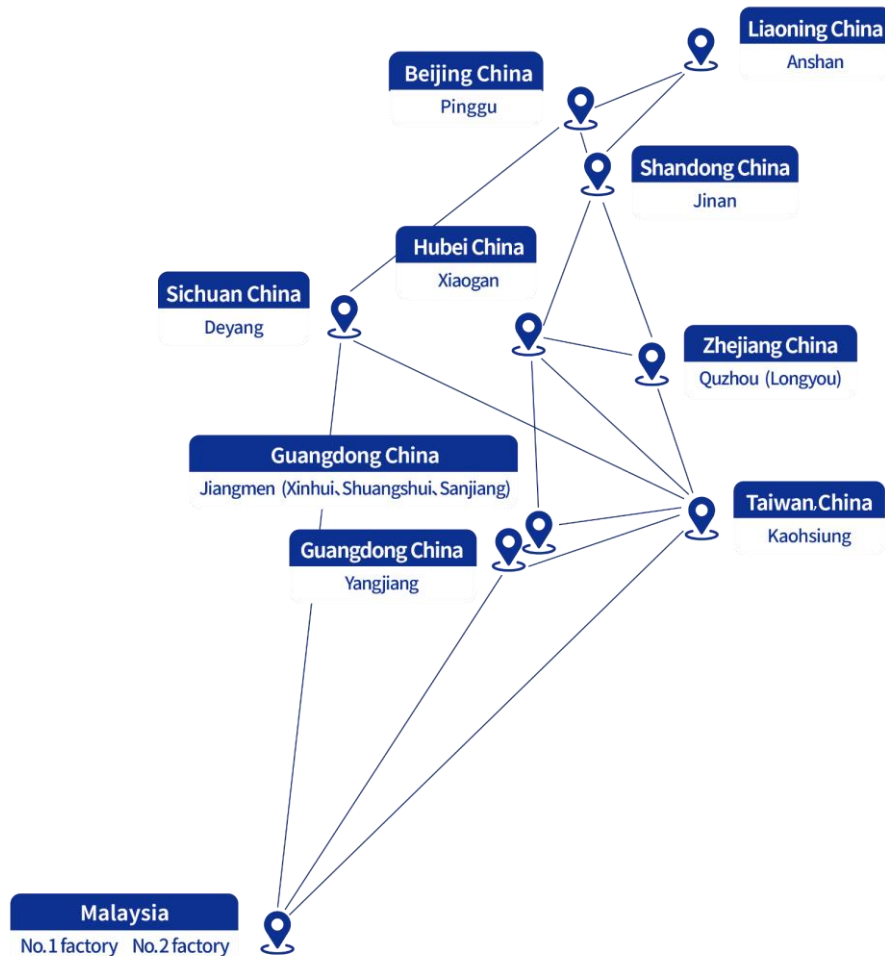 Liaoning China
Anshan
Beijing China
Pinggu
Shandong China
Jinan
Hubei China
Xiaogan
Sichuan China
Deyang
Zhejiang China
Quzhou (Longyou)
Guangdong China
Jiangmen (Xinhui、Shuangshui、Sanjiang)
Taiwan,China
Kaohsiung
Guangdong China
Yangjiang
Malaysia
No.1 factory No.2 factory